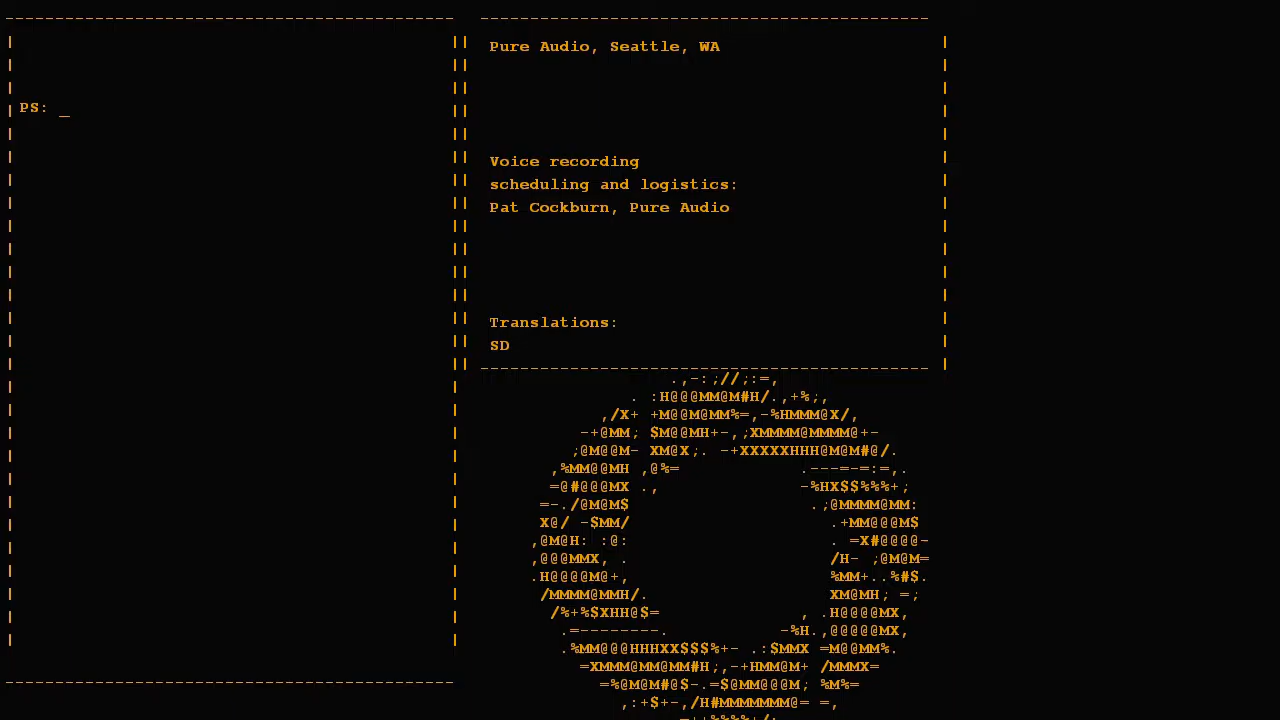 PS: _
Pure Audio, Seattle, WA
Voice recording
scheduling and logistics:
Pat Cockburn, Pure Audio
Translations:
SD